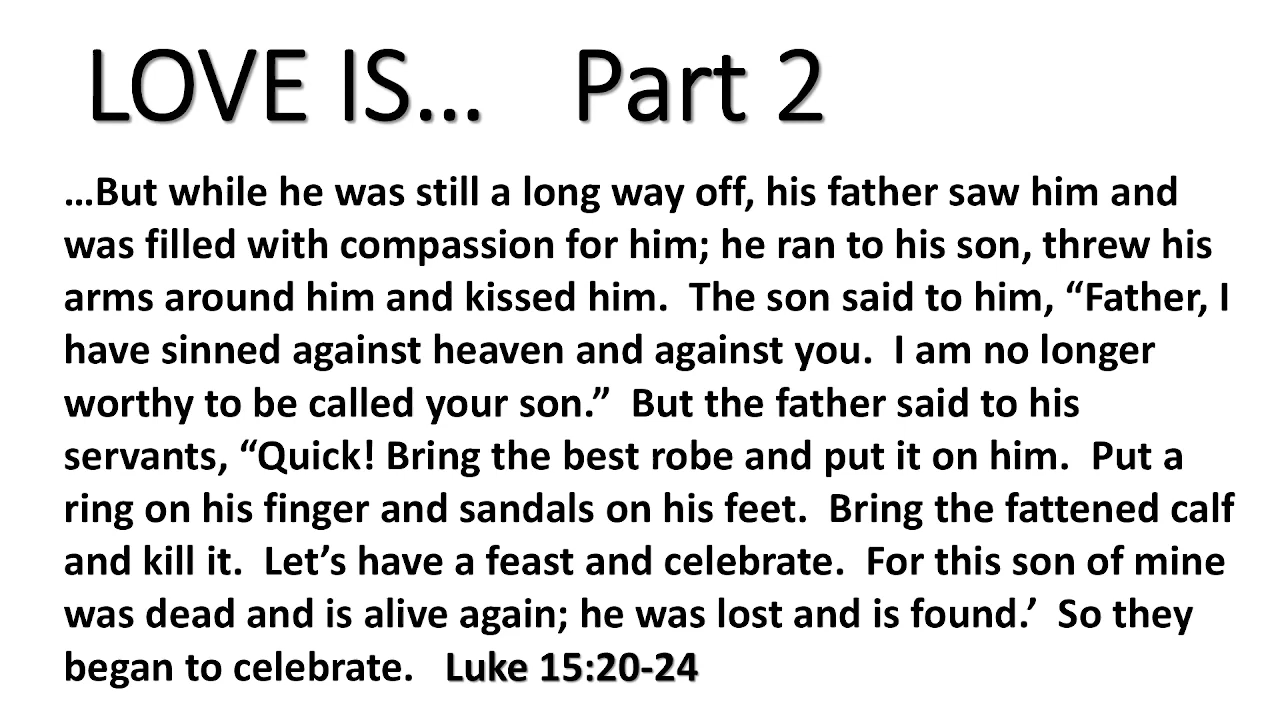 LOVE IS… Part 2
…But while he was still a long way off, his father saw him and
was filled with compassion for him; he ran to his son, threw his
arms around him and kissed him.  The son said to him, “Father, I
have sinned against heaven and against you.  I am no longer
worthy to be called your son.”  But the father said to his
servants, “Quick! Bring the best robe and put it on him.  Put a
ring on his finger and sandals on his feet.  Bring the fattened calf
and kill it.  Let’s have a feast and celebrate.  For this son of mine
was dead and is alive again; he was lost and is found.’  So they
began to celebrate.   Luke 15:20-24